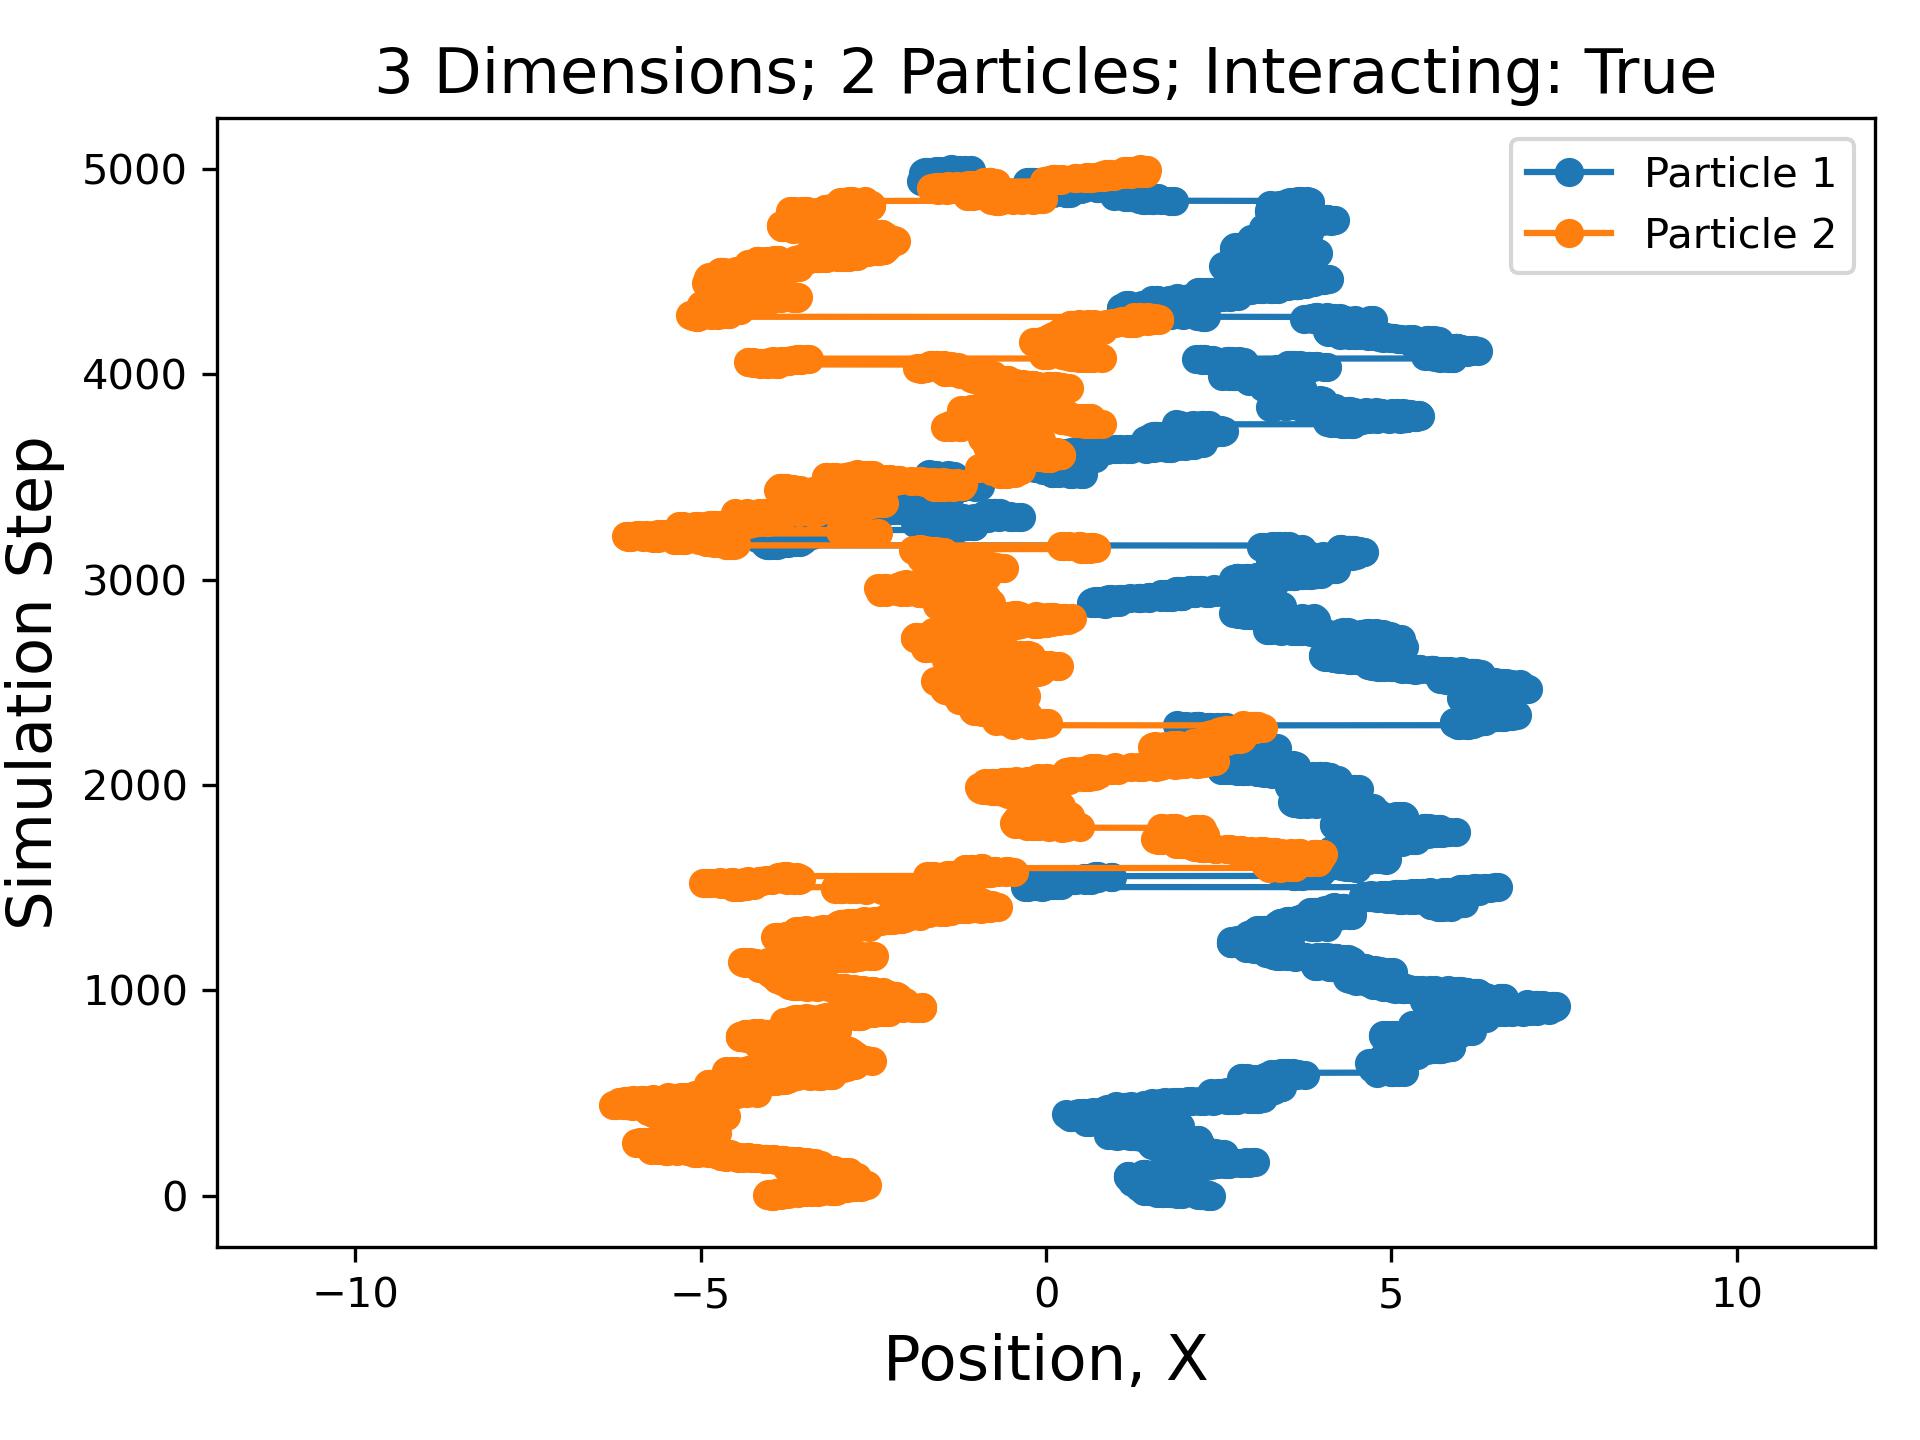 3 Dimensions; 2 Particles; Interacting: True
Particle 1
Particle 2
Simulation Step
5000
4000
3000
2000
1000
0
−10
−5
0
5
10
Position, X